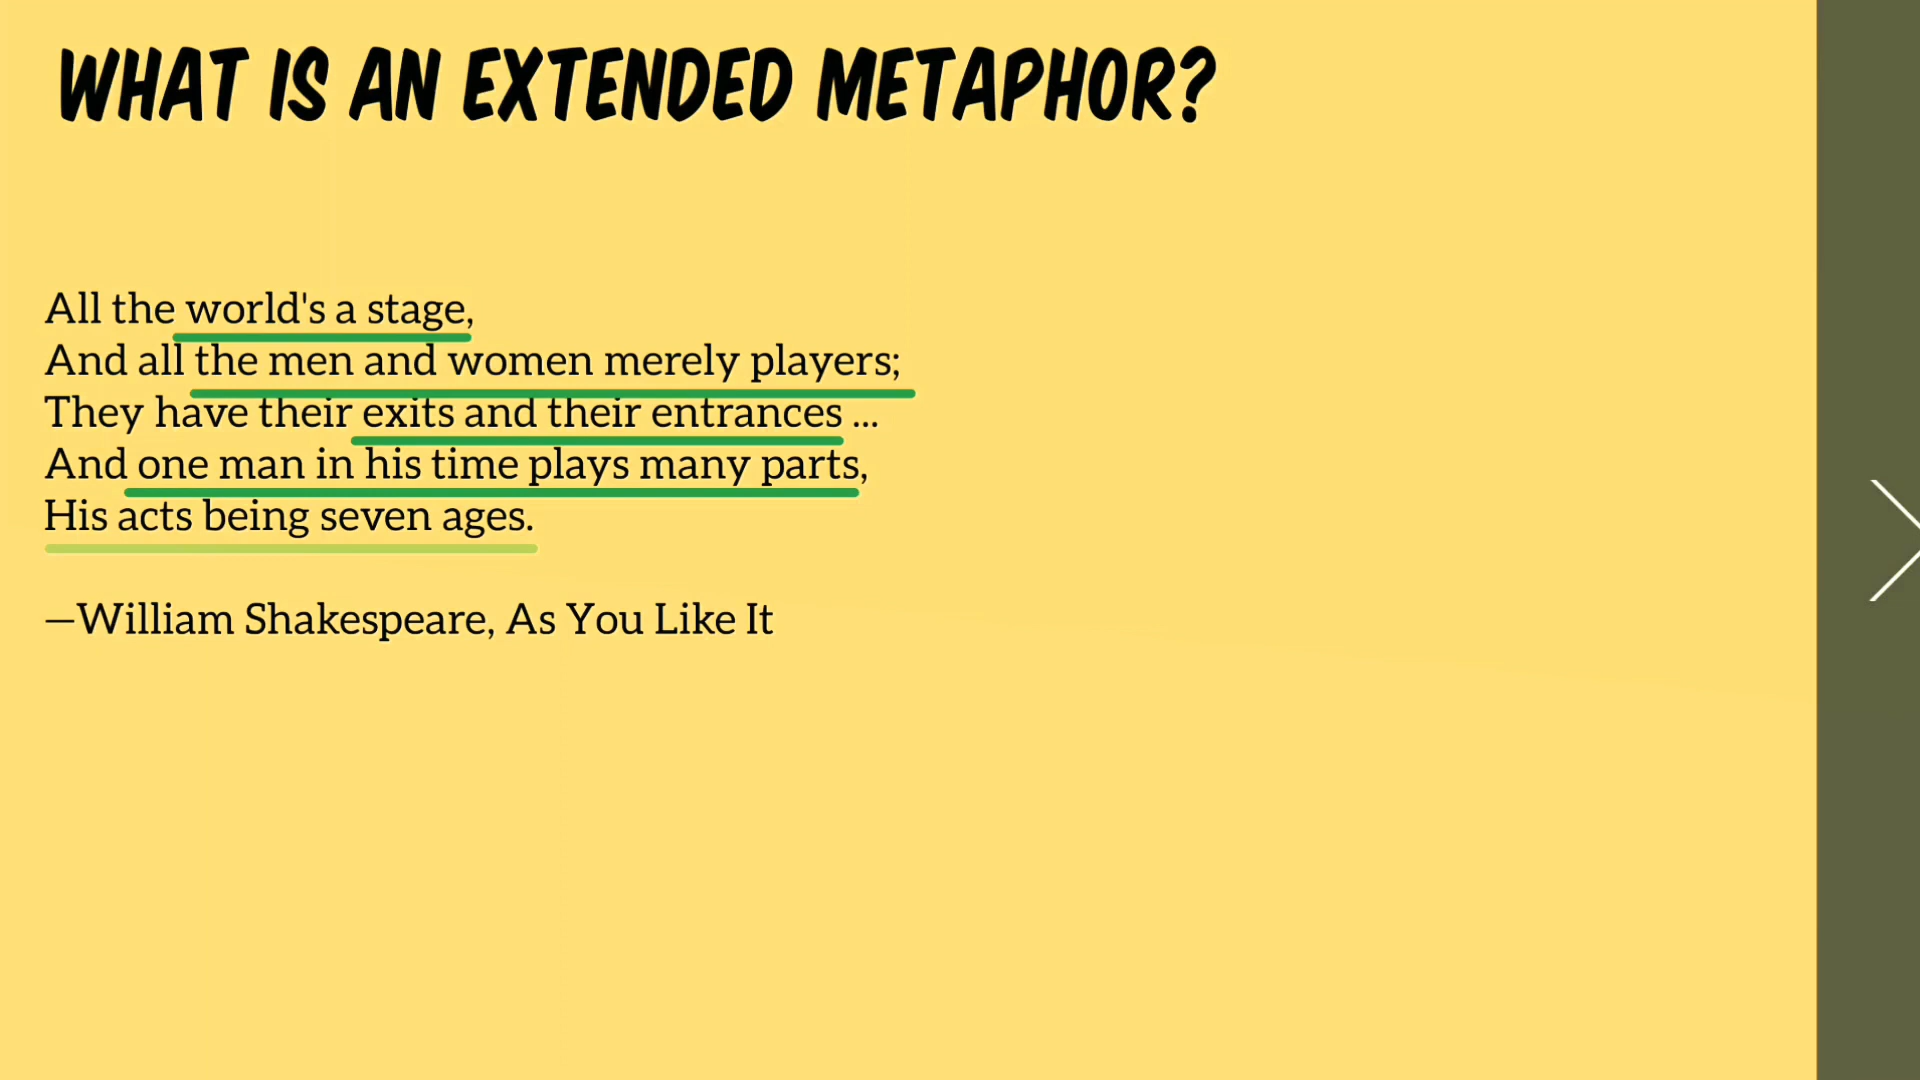 WHAT IS AN EXTENDED METAPHOR?
All the world's a stage,
And all the men and women merely players;
They have their exits and their entrances ...
And one man in his time plays many parts,
His acts being seven ages.
—William Shakespeare, As You Like It